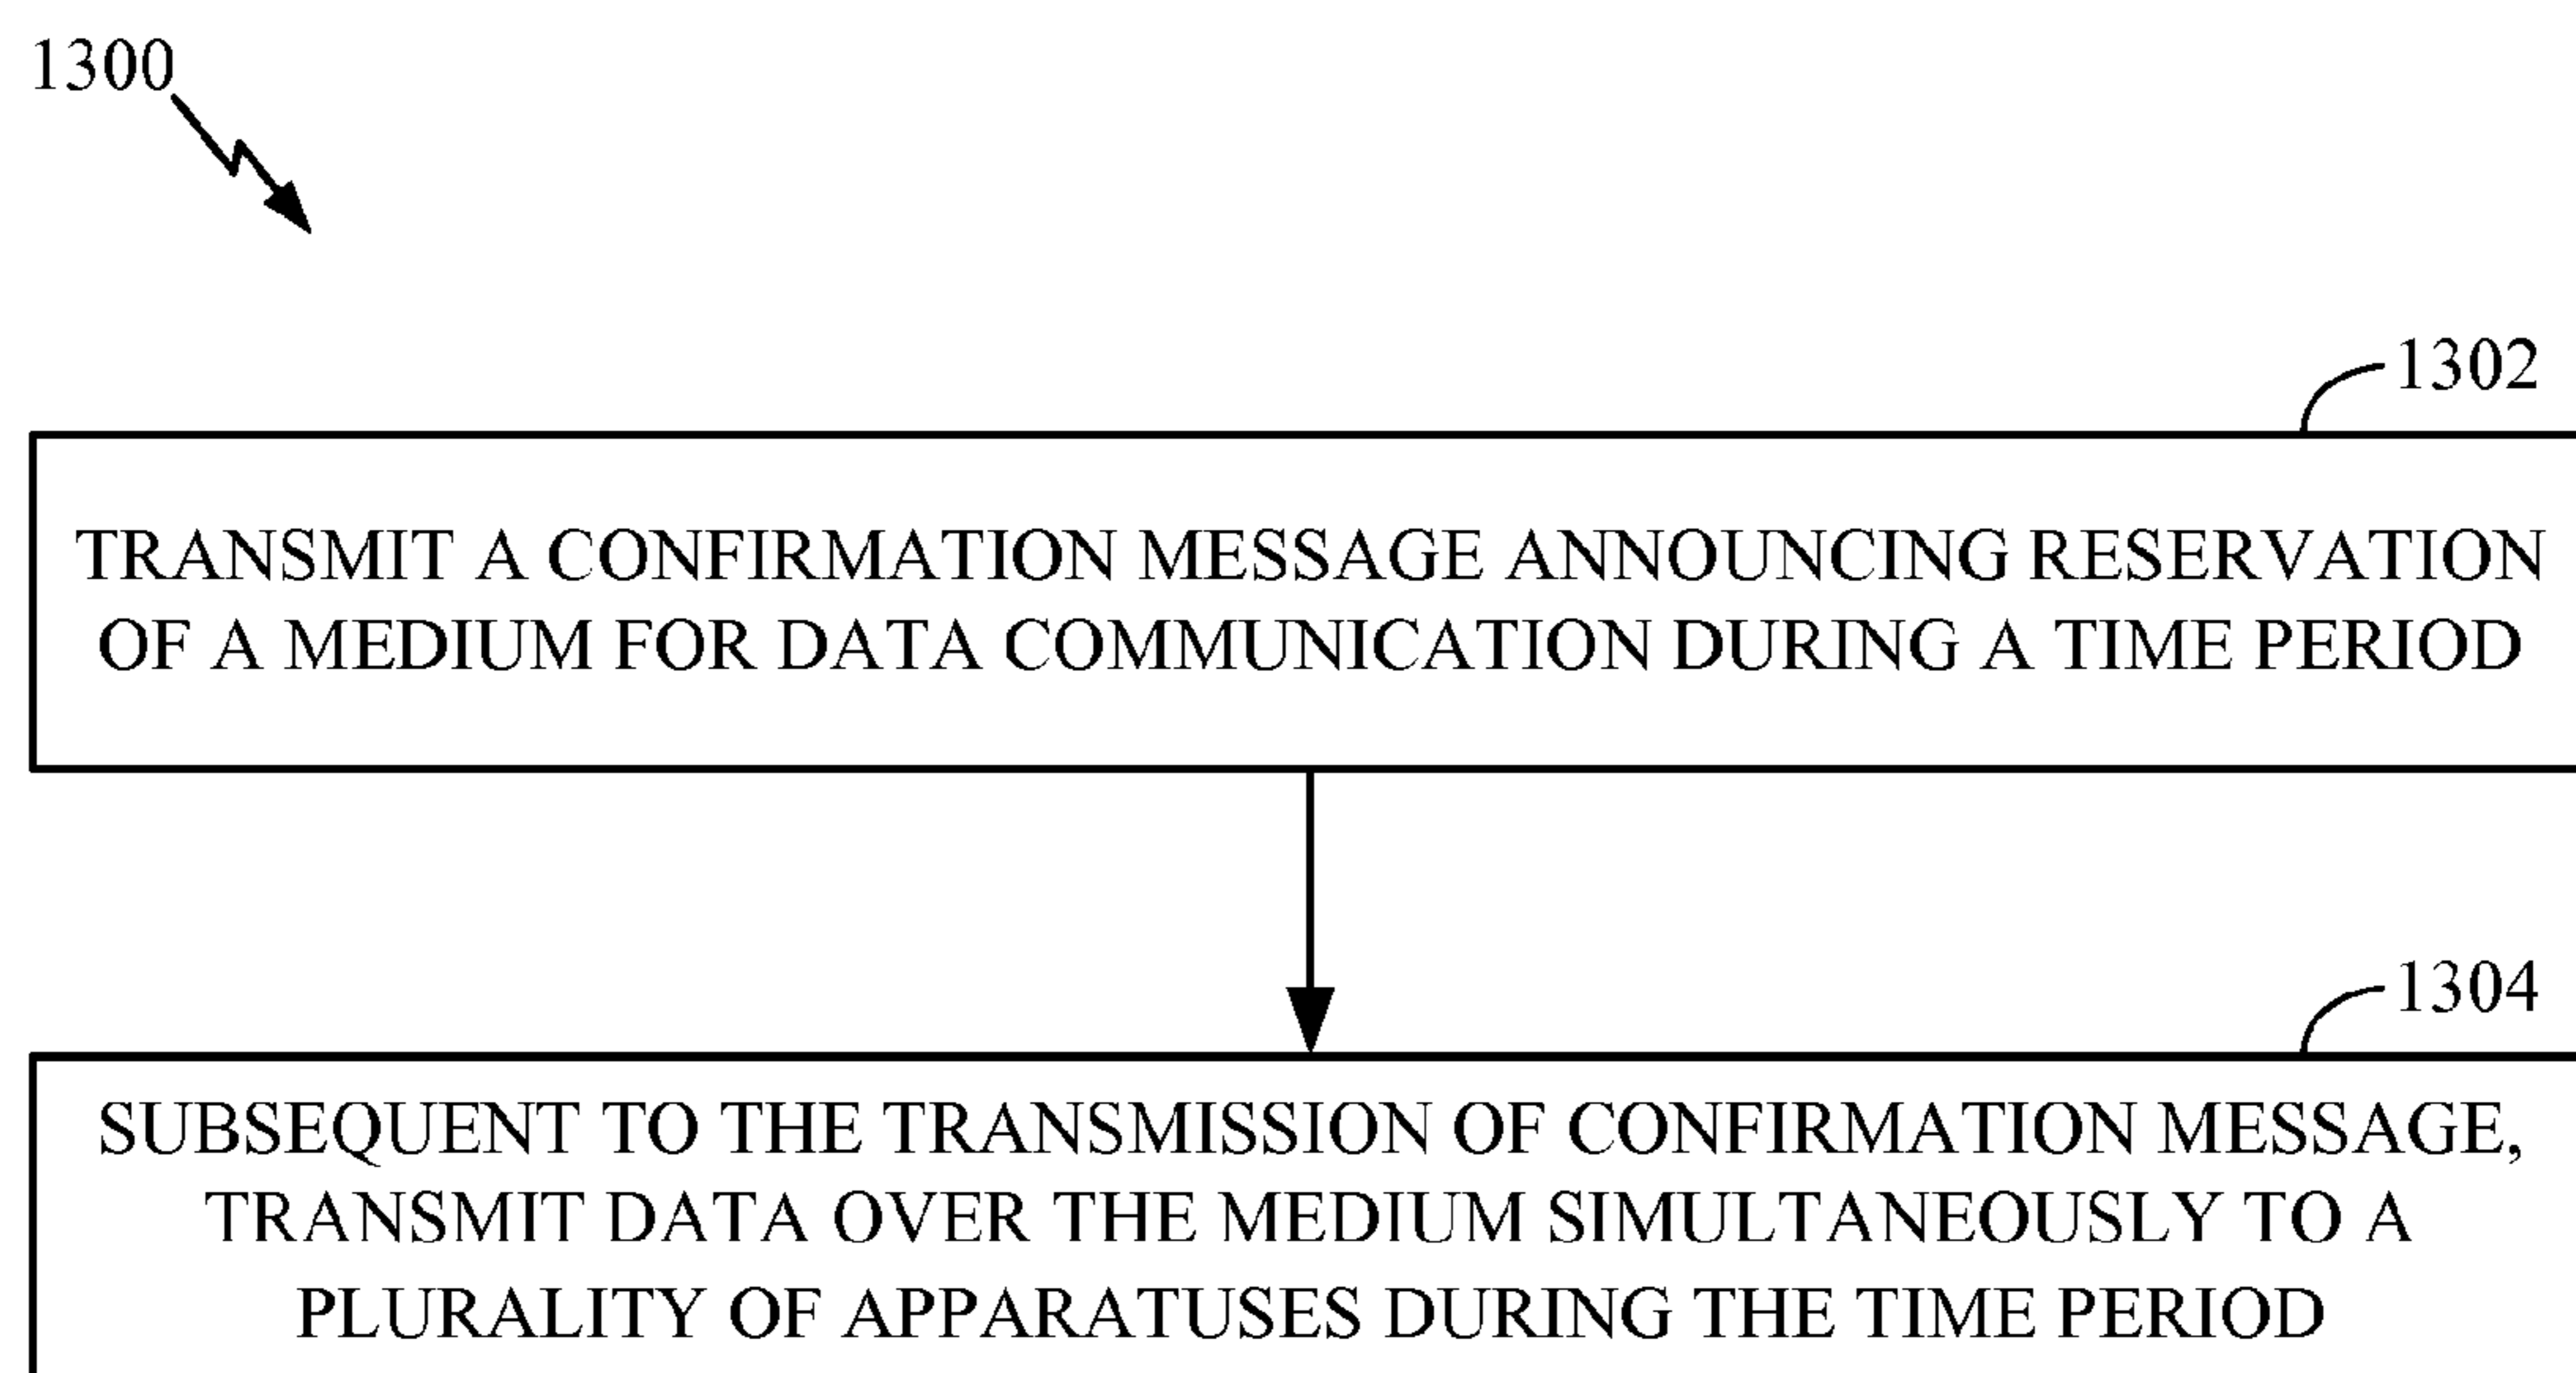 1300
1302
TRANSMIT A CONFIRMATION MESSAGE ANNOUNCING RESERVATION
OF A MEDIUM FOR DATA COMMUNICATION DURING A TIME PERIOD
1304
SUBSEQUENT TO THE TRANSMISSION OF CONFIRMATION MESSAGE,
TRANSMIT DATA OVER THE MEDIUM SIMULTANEOUSLY TO A
PLURALITY OF APPARATUSES DURING THE TIME PERIOD